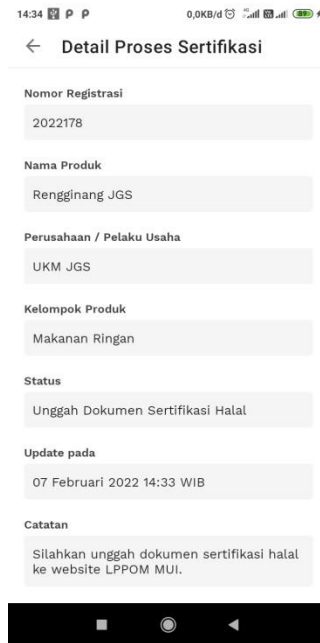 14:34 P P 0,0KB/d 89
Detail Proses Sertifikasi
Nomor Registrasi
2022178
Nama Produk
Rengginang JGS
Perusahaan / Pelaku Usaha
UKM JGS
Kelompok Produk
Makanan Ringan
Status
Unggah Dokumen Sertifikasi Halal
Update pada
07 Februari 2022 14:33 WIB
Catatan
Silahkan unggah dokumen sertifikasi halal
ke website LPPOM MUI.